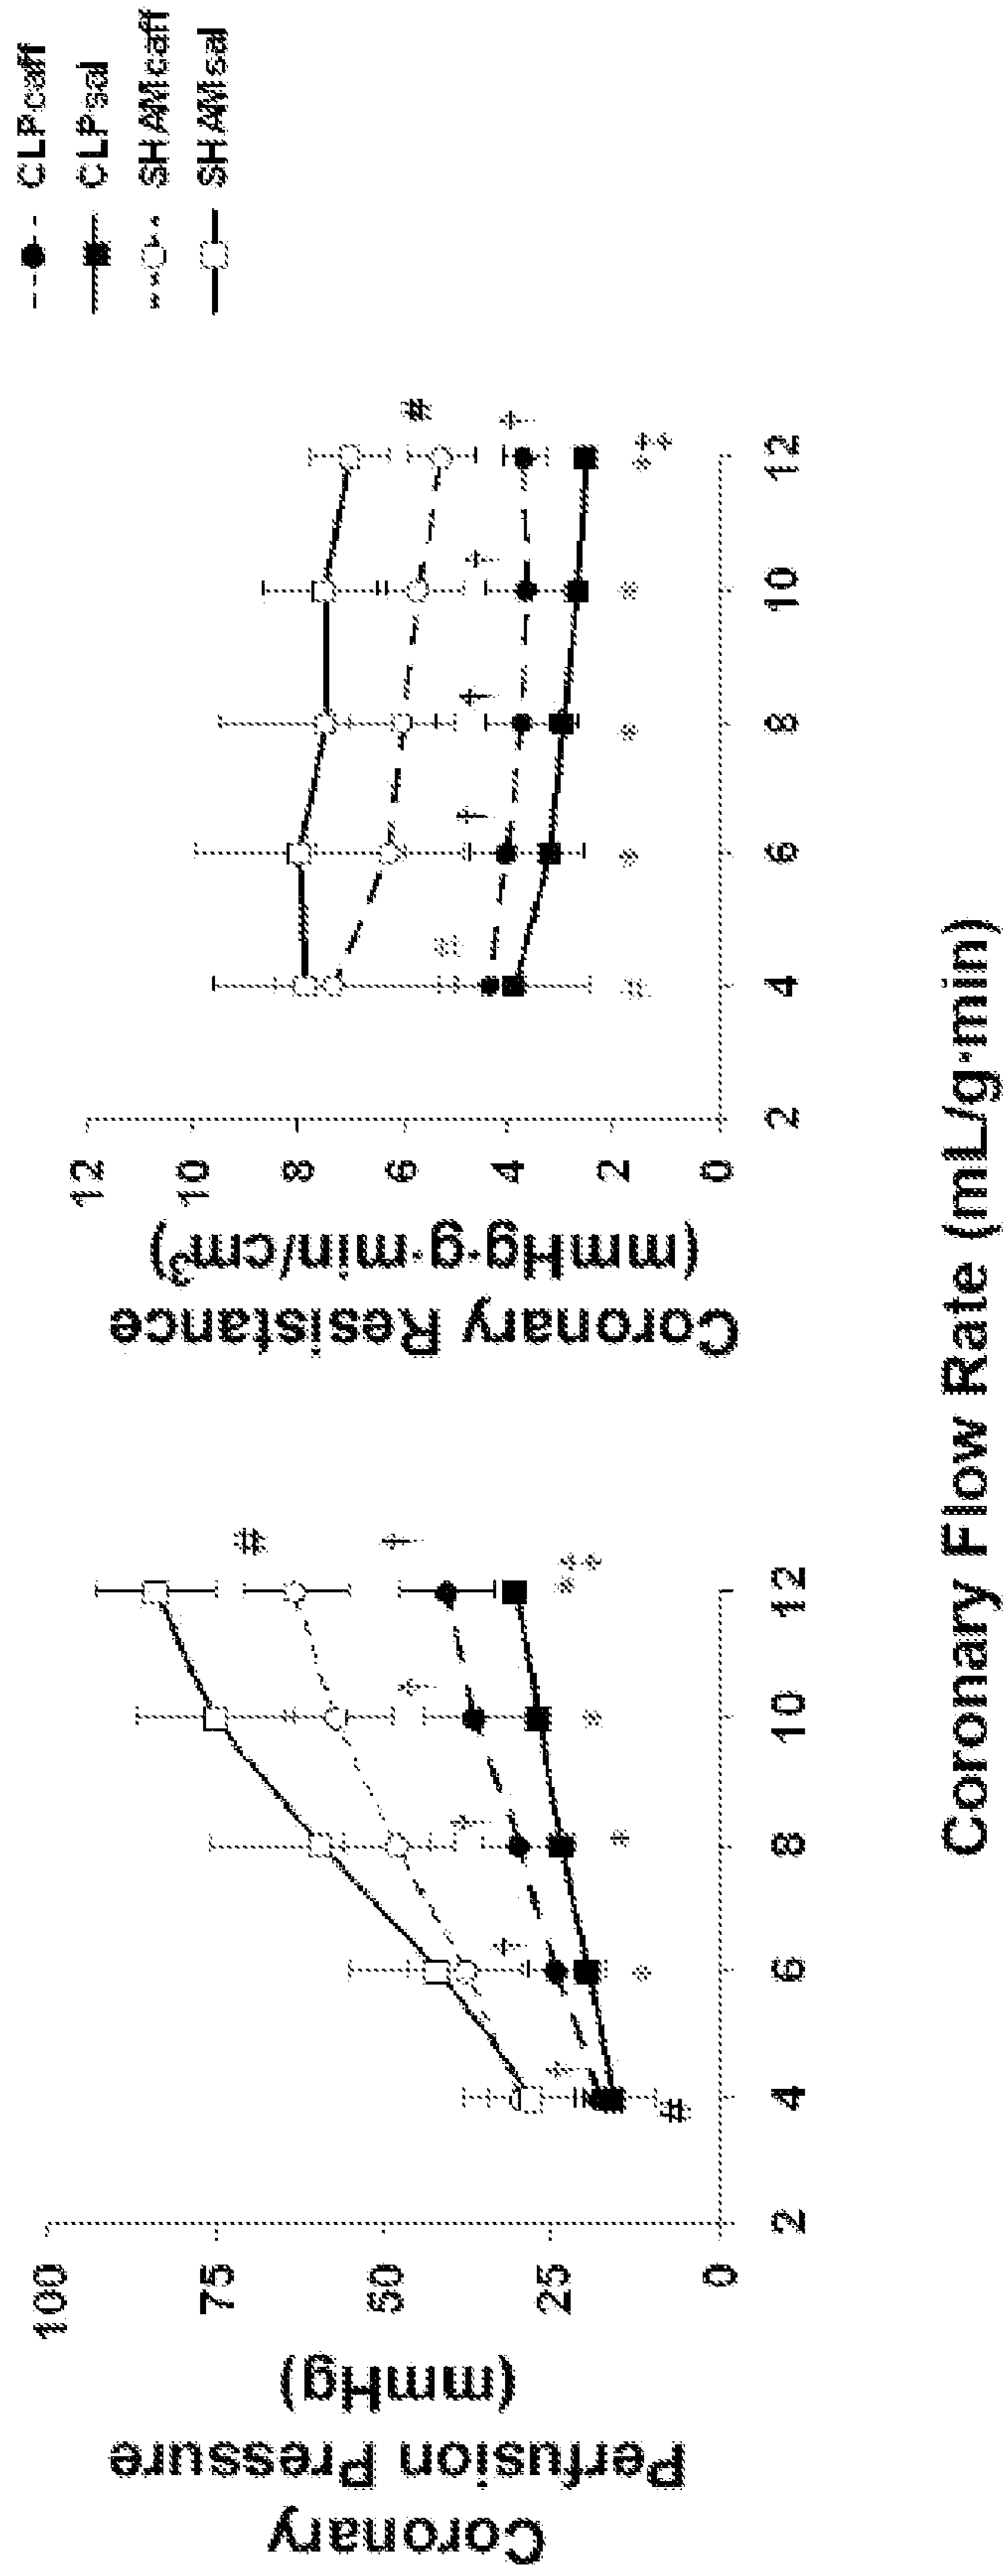 CLPcaff
CLPsal
SHAMcaff
SHAMsal
Coronary
Perfusion Pressure
(mmHg)
100
75
50
25
0
2 4 6 8 10 12
# † † † † † #
* * * * ‡
Coronary Resistance
(mmHg·g·min/cm³)
12
10
8
6
4
2
0
2 4 6 8 10 12
# † † † † #
# * * * * ‡
Coronary Flow Rate (mL/g·min)